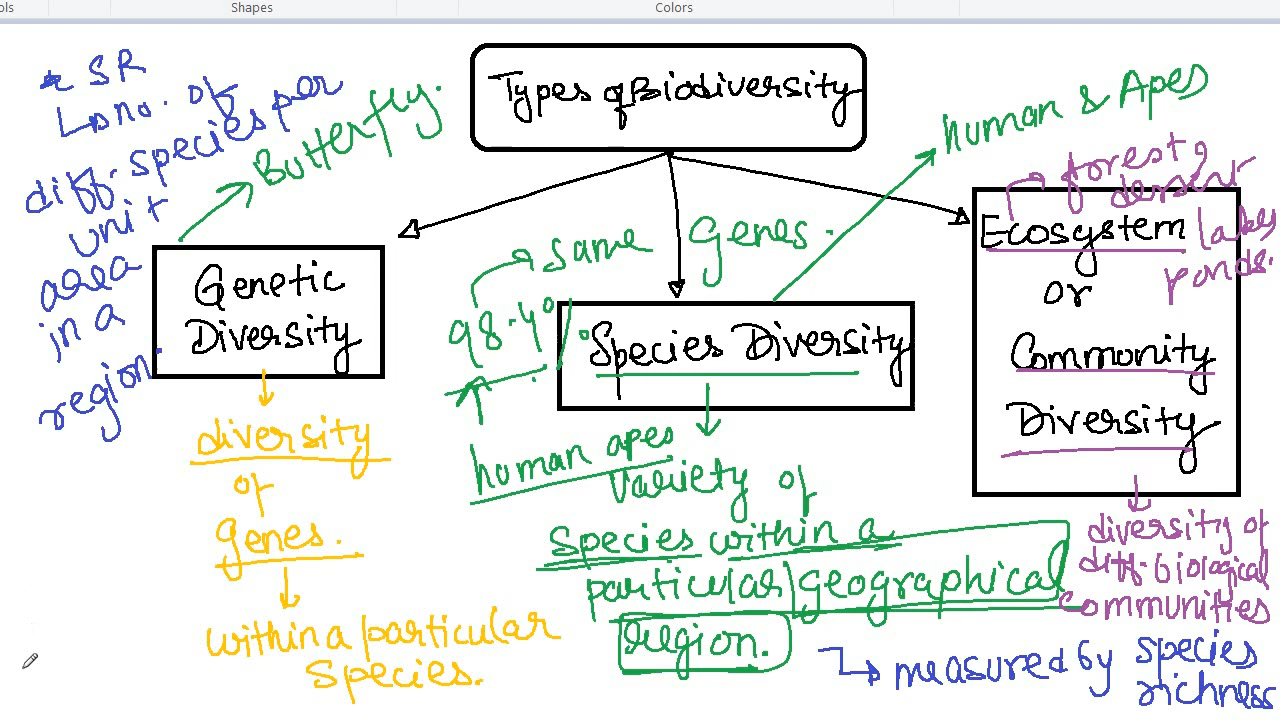 ols
Shapes
Colors
Types of Biodiversity
* SR
no. of
diff. species per
unit
area
in a
region.
Butterfly.
Genetic
Diversity
diversity
of
genes.
within a particular
Species.
same genes.
98.4%
human apes
Species Diversity
human & Apes
variety of
Species within a
particular geographical
region.
measured by species
richness
forest,
lakes
ponds.
Ecosystem
or
Community
Diversity
diversity of
diff. biological
communities